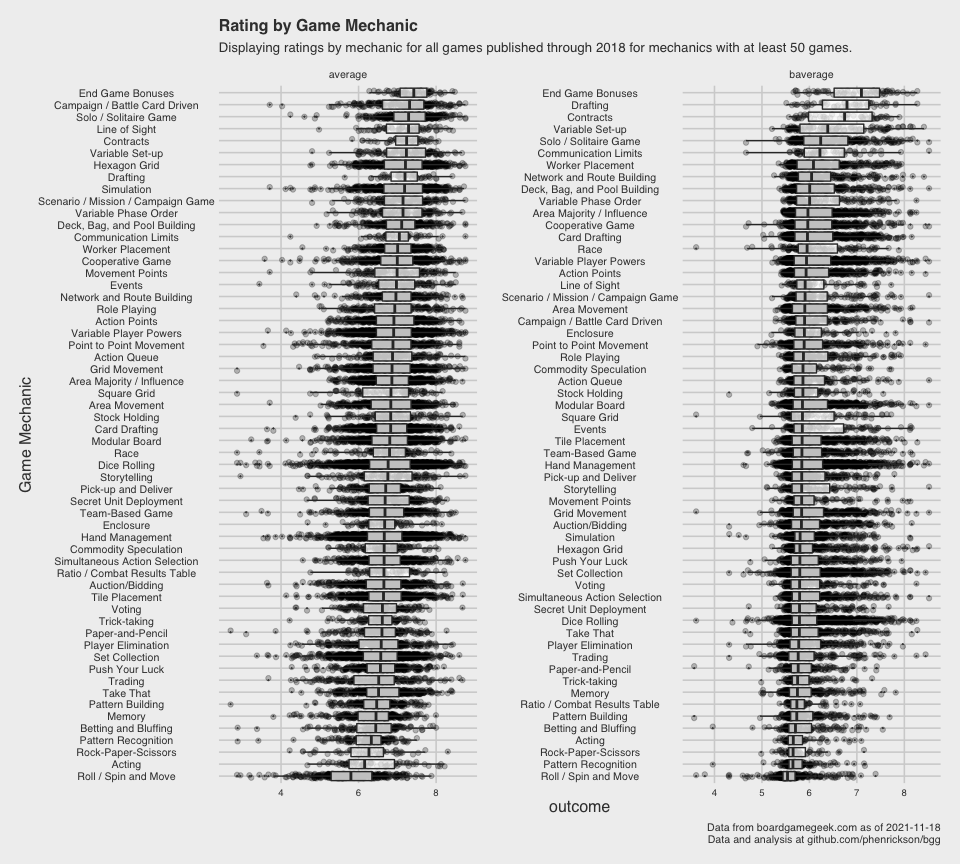 Rating by Game Mechanic
Displaying ratings by mechanic for all games published through 2018 for mechanics with at least 50 games.
average
End Game Bonuses
Campaign / Battle Card Driven
Solo / Solitaire Game
Line of Sight
Contracts
Variable Set-up
Hexagon Grid
Drafting
Simulation
Scenario / Mission / Campaign Game
Variable Phase Order
Deck, Bag, and Pool Building
Communication Limits
Worker Placement
Cooperative Game
Movement Points
Events
Network and Route Building
Role Playing
Action Points
Variable Player Powers
Point to Point Movement
Action Queue
Grid Movement
Area Majority / Influence
Square Grid
Area Movement
Stock Holding
Card Drafting
Modular Board
Race
Dice Rolling
Storytelling
Pick-up and Deliver
Secret Unit Deployment
Team-Based Game
Enclosure
Hand Management
Commodity Speculation
Simultaneous Action Selection
Ratio / Combat Results Table
Auction/Bidding
Tile Placement
Voting
Trick-taking
Paper-and-Pencil
Player Elimination
Set Collection
Push Your Luck
Trading
Take That
Pattern Building
Memory
Betting and Bluffing
Pattern Recognition
Rock-Paper-Scissors
Acting
Roll / Spin and Move
4 6 8
Game Mechanic
baverage
End Game Bonuses
Drafting
Contracts
Variable Set-up
Solo / Solitaire Game
Communication Limits
Worker Placement
Network and Route Building
Deck, Bag, and Pool Building
Variable Phase Order
Area Majority / Influence
Cooperative Game
Card Drafting
Race
Variable Player Powers
Action Points
Line of Sight
Scenario / Mission / Campaign Game
Area Movement
Campaign / Battle Card Driven
Enclosure
Point to Point Movement
Role Playing
Commodity Speculation
Action Queue
Stock Holding
Modular Board
Square Grid
Events
Tile Placement
Team-Based Game
Hand Management
Pick-up and Deliver
Storytelling
Movement Points
Grid Movement
Auction/Bidding
Simulation
Hexagon Grid
Push Your Luck
Set Collection
Voting
Simultaneous Action Selection
Secret Unit Deployment
Dice Rolling
Take That
Player Elimination
Trading
Paper-and-Pencil
Trick-taking
Memory
Ratio / Combat Results Table
Pattern Building
Betting and Bluffing
Acting
Rock-Paper-Scissors
Pattern Recognition
Roll / Spin and Move
4 5 6 7 8
outcome
Data from boardgamegeek.com as of 2021-11-18
Data and analysis at github.com/phenrickson/bgg